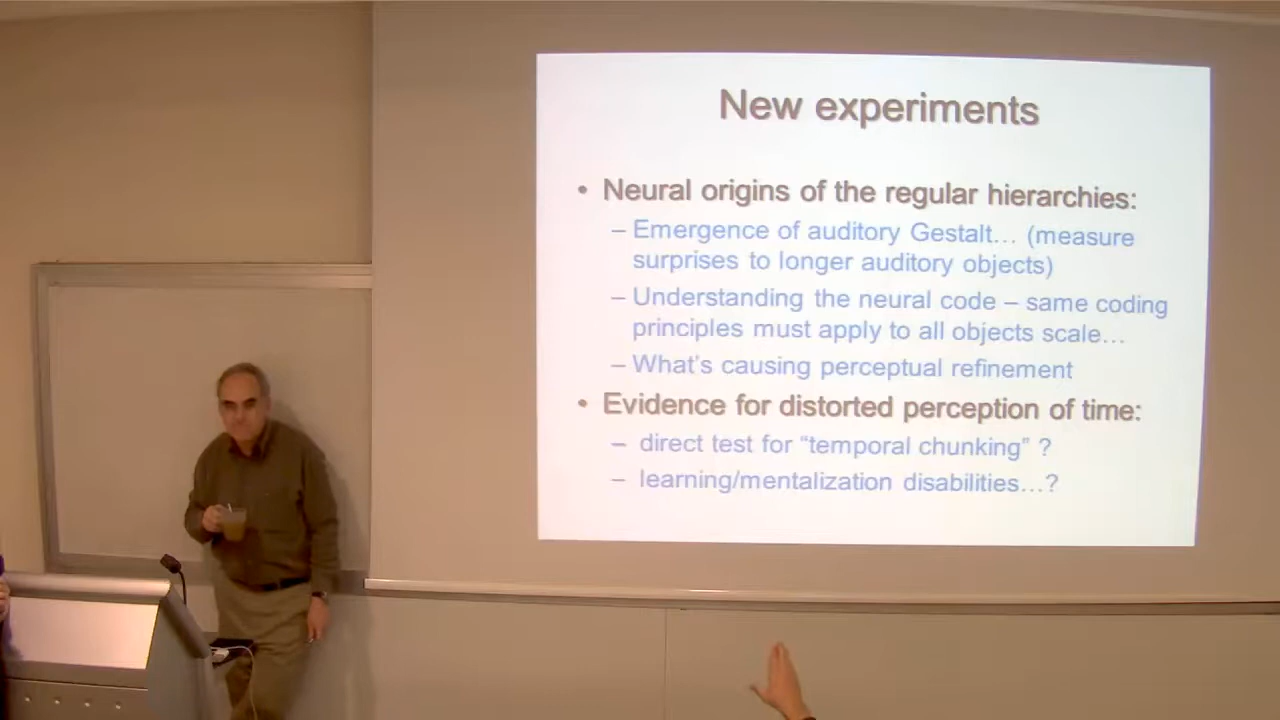 New experiments
• Neural origins of the regular hierarchies:
– Emergence of auditory Gestalt… (measure
surprises to longer auditory objects)
– Understanding the neural code – same coding
principles must apply to all objects scale…
– What's causing perceptual refinement
• Evidence for distorted perception of time:
– direct test for “temporal chunking” ?
– learning/mentalization disabilities…?